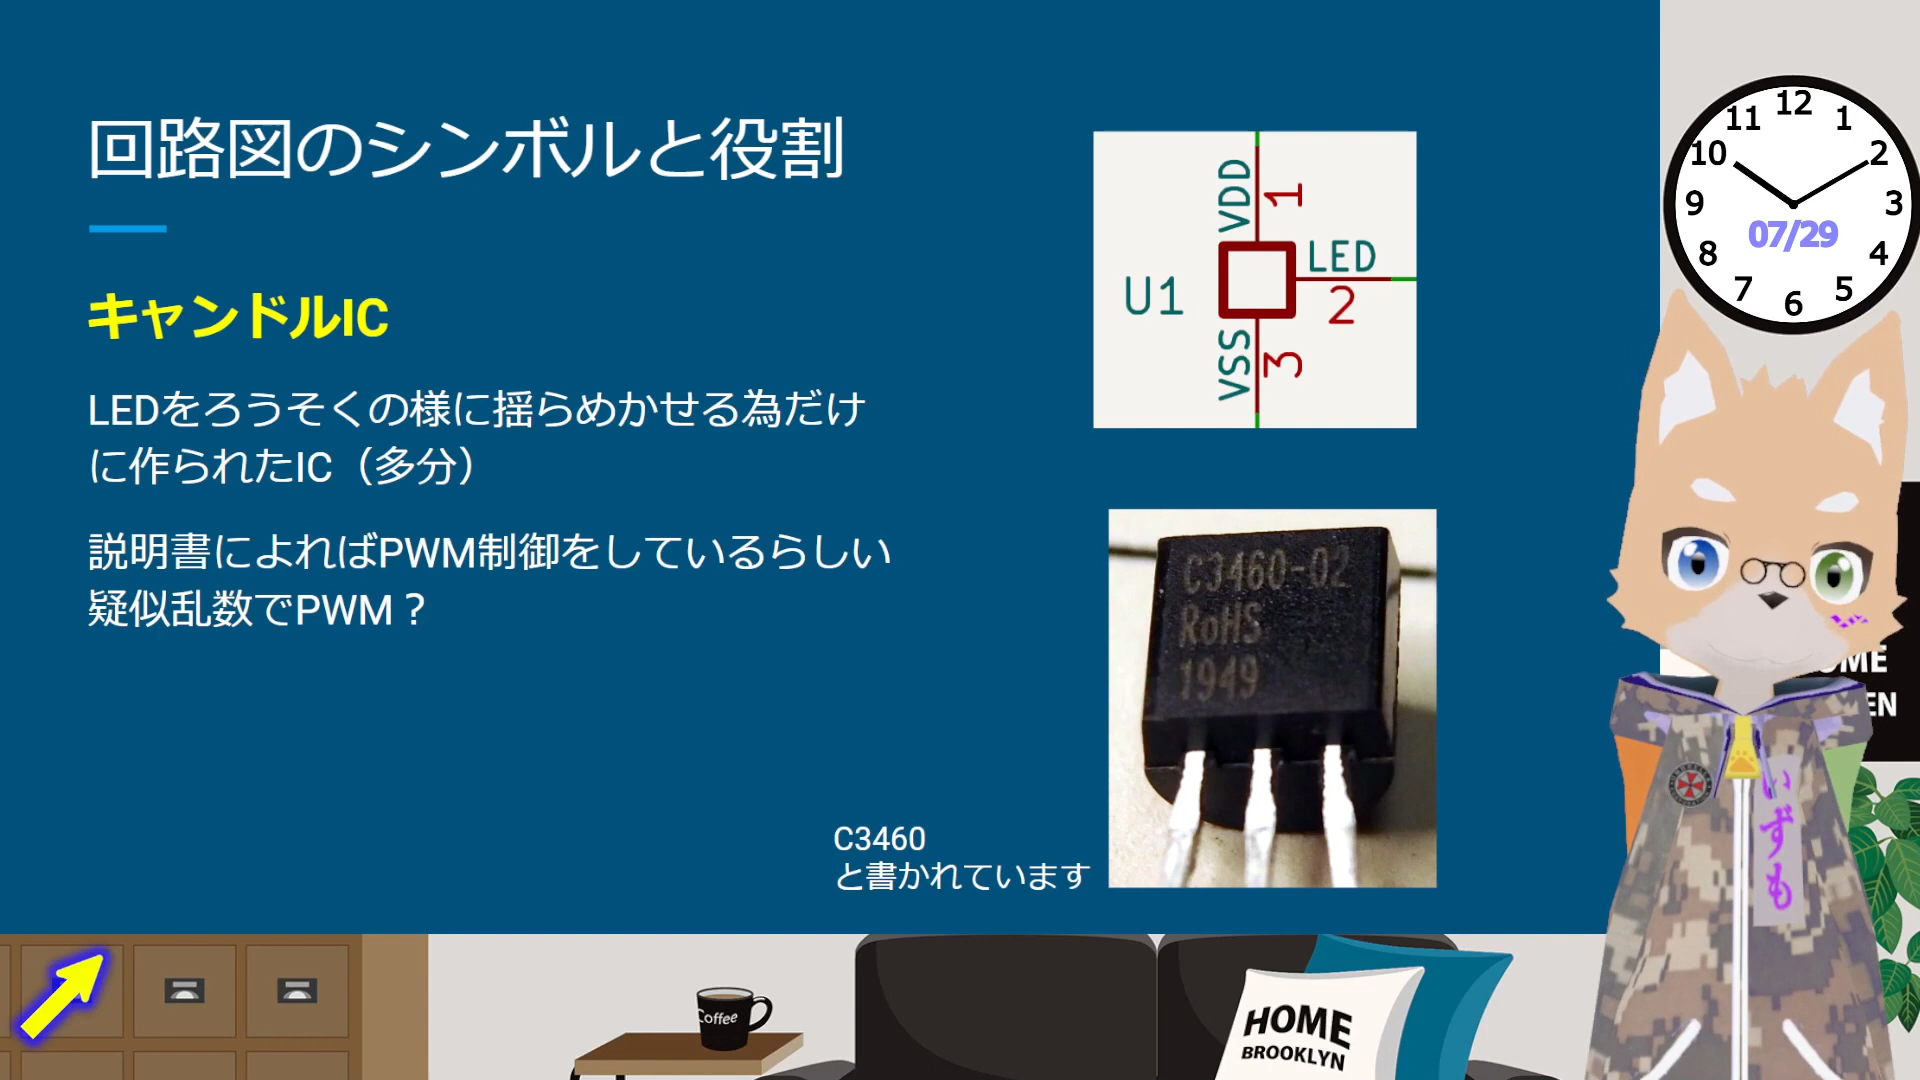 回路図のシンボルと役割
キャンドルIC
LEDをろうそくの様に揺らめかせる為だけ
に作られたIC（多分）
説明書によればPWM制御をしているらしい
疑似乱数でPWM？
U1
VDD
1
LED
2
VSS
3
C3460-02
RoHS
1949
C3460
と書かれています
12
1
2
3
4
5
6
7
8
9
10
11
07/29
OME
EN
いずも
Coffee
HOME
BROOKLYN